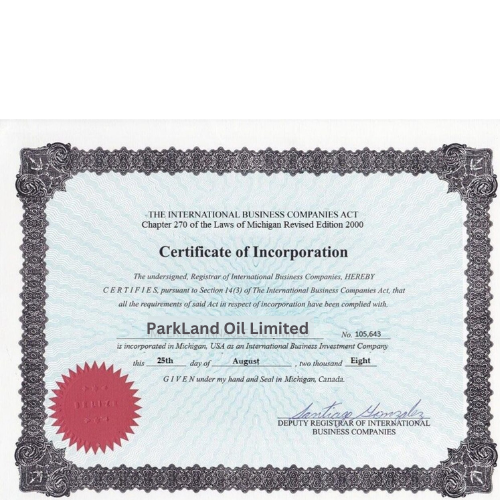 THE INTERNATIONAL BUSINESS COMPANIES ACT
Chapter 270 of the Laws of Michigan Revised Edition 2000
Certificate of Incorporation
The undersigned, Registrar of International Business Companies, HEREBY
CERTIFIES, pursuant to Section 14(3) of The International Business Companies Act, that
all the requirements of said Act in respect of incorporation have been complied with.
ParkLand Oil Limited No. 105,643
is incorporated in Michigan, USA as an International Business Investment Company
this 25th day of August , two thousand Eight
GIVEN under my hand and Seal in Michigan, Canada.
Santiago Gonzalez
DEPUTY REGISTRAR OF INTERNATIONAL
BUSINESS COMPANIES